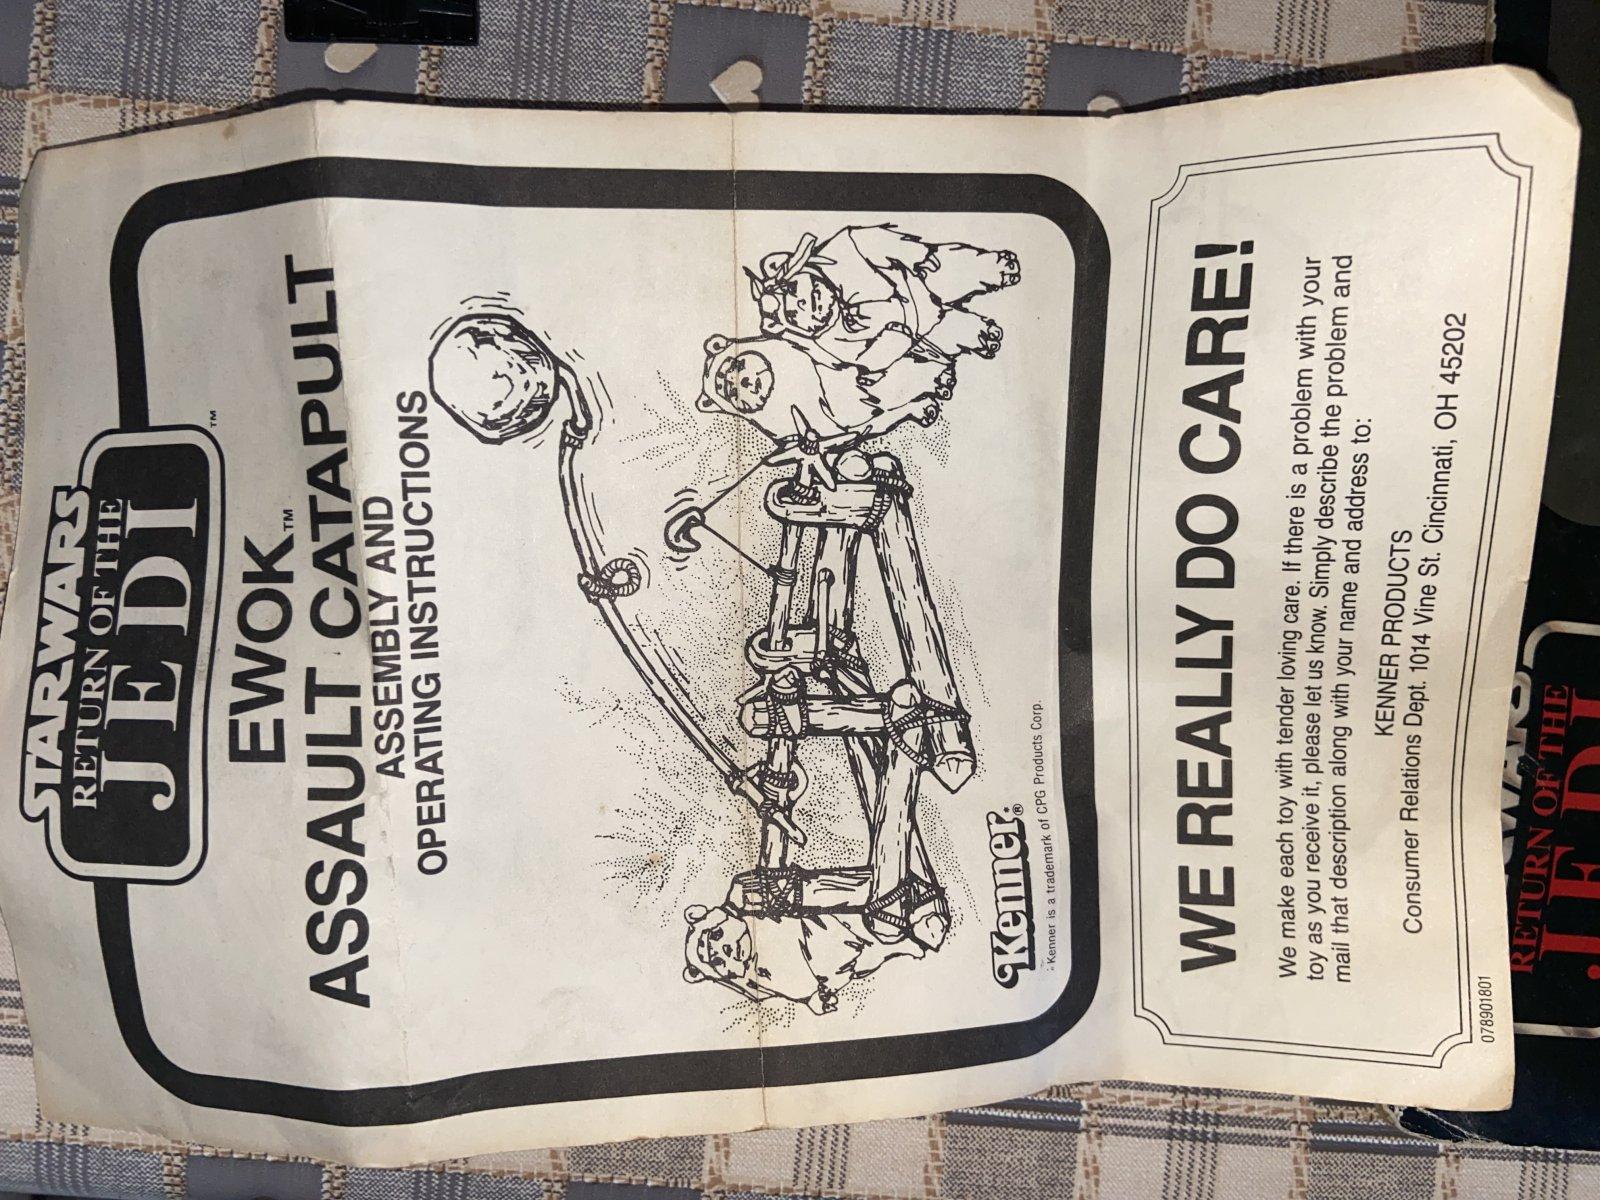 STAR WARS
RETURN OF THE
JEDI
™
EWOK™
ASSAULT CATAPULT
ASSEMBLY AND
OPERATING INSTRUCTIONS
Kenner®
Kenner is a trademark of CPG Products Corp.
WE REALLY DO CARE!
We make each toy with tender loving care. If there is a problem with your
toy as you receive it, please let us know. Simply describe the problem and
mail that description along with your name and address to:
KENNER PRODUCTS
Consumer Relations Dept. 1014 Vine St. Cincinnati, OH 45202
078901801
WARS
RETURN OF THE
JEDI